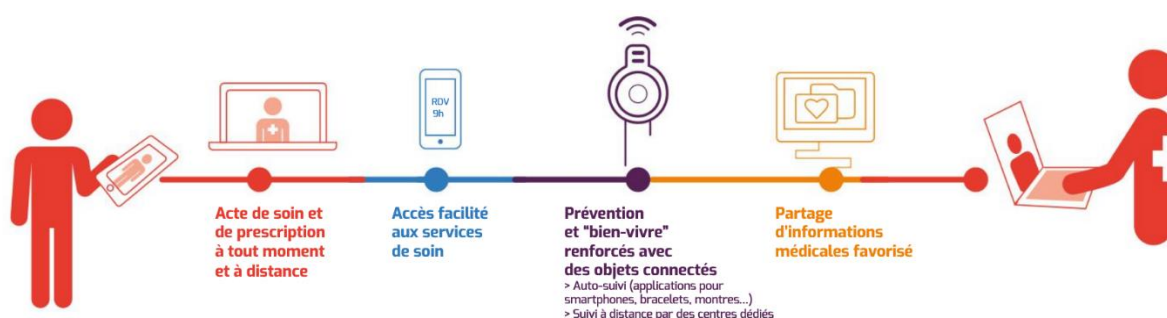 RDV
9h
Acte de soin et
de prescription
à tout moment
et à distance
Accès facilité
aux services
de soin
Prévention
et “bien-vivre”
renforcés avec
des objets connectés
> Auto-suivi (applications pour
smartphones, bracelets, montres...)
> Suivi à distance par des centres dédiés
Partage
d’informations
médicales favorisé